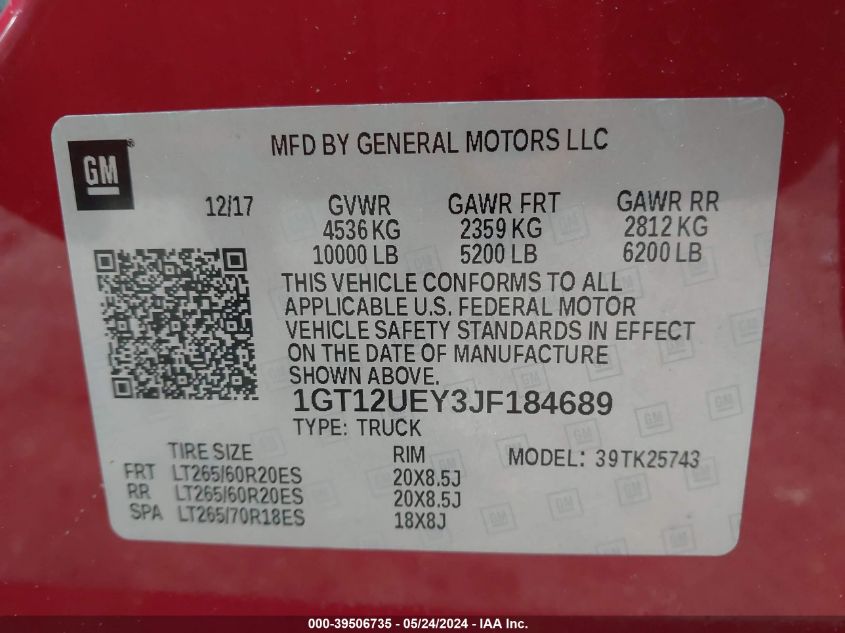 MFD BY GENERAL MOTORS LLC
GM
12/17 GVWR GAWR FRT GAWR RR
4536 KG 2359 KG 2812 KG
10000 LB 5200 LB 6200 LB
THIS VEHICLE CONFORMS TO ALL
APPLICABLE U.S. FEDERAL MOTOR
VEHICLE SAFETY STANDARDS IN EFFECT
ON THE DATE OF MANUFACTURE
SHOWN ABOVE.
1GT12UEY3JF184689
TYPE: TRUCK
TIRE SIZE RIM MODEL: 39TK25743
FRT LT265/60R20ES 20X8.5J
RR LT265/60R20ES 20X8.5J
SPA LT265/70R18ES 18X8J
000-39506735 - 05/24/2024 - IAA Inc.